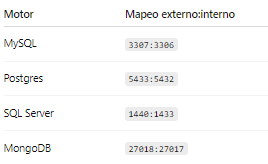 Motor Mapeo externo:interno
MySQL 3307:3306
Postgres 5433:5432
SQL Server 1440:1433
MongoDB 27018:27017